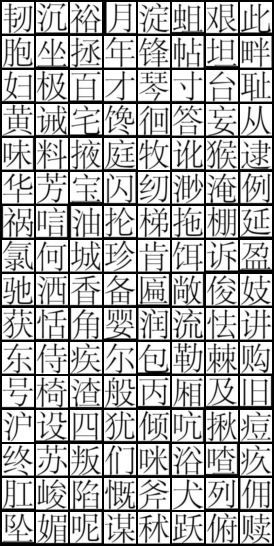 韧沉裕月淀蛆艰此
胞坐拯年锋帖坦畔
妇极百才琴寸台耻
黄诫宅馋徊答妄从
味料掖庭牧讹猴逮
华芳宝闪纫渺淹例
祸唁油抡梯拖棚延
氯何城珍肯饵诉盈
驰洒香备匾敞俊妓
获恬角婴润流怯讲
东侍疾尔包勒棘购
号椅渣般丙厢及旧
沪设四犹倾吭揪痘
终苏叛们咪浴喳疚
肛峻陷慨斧犬列佣
坠媚呢谋秫跃俯赎